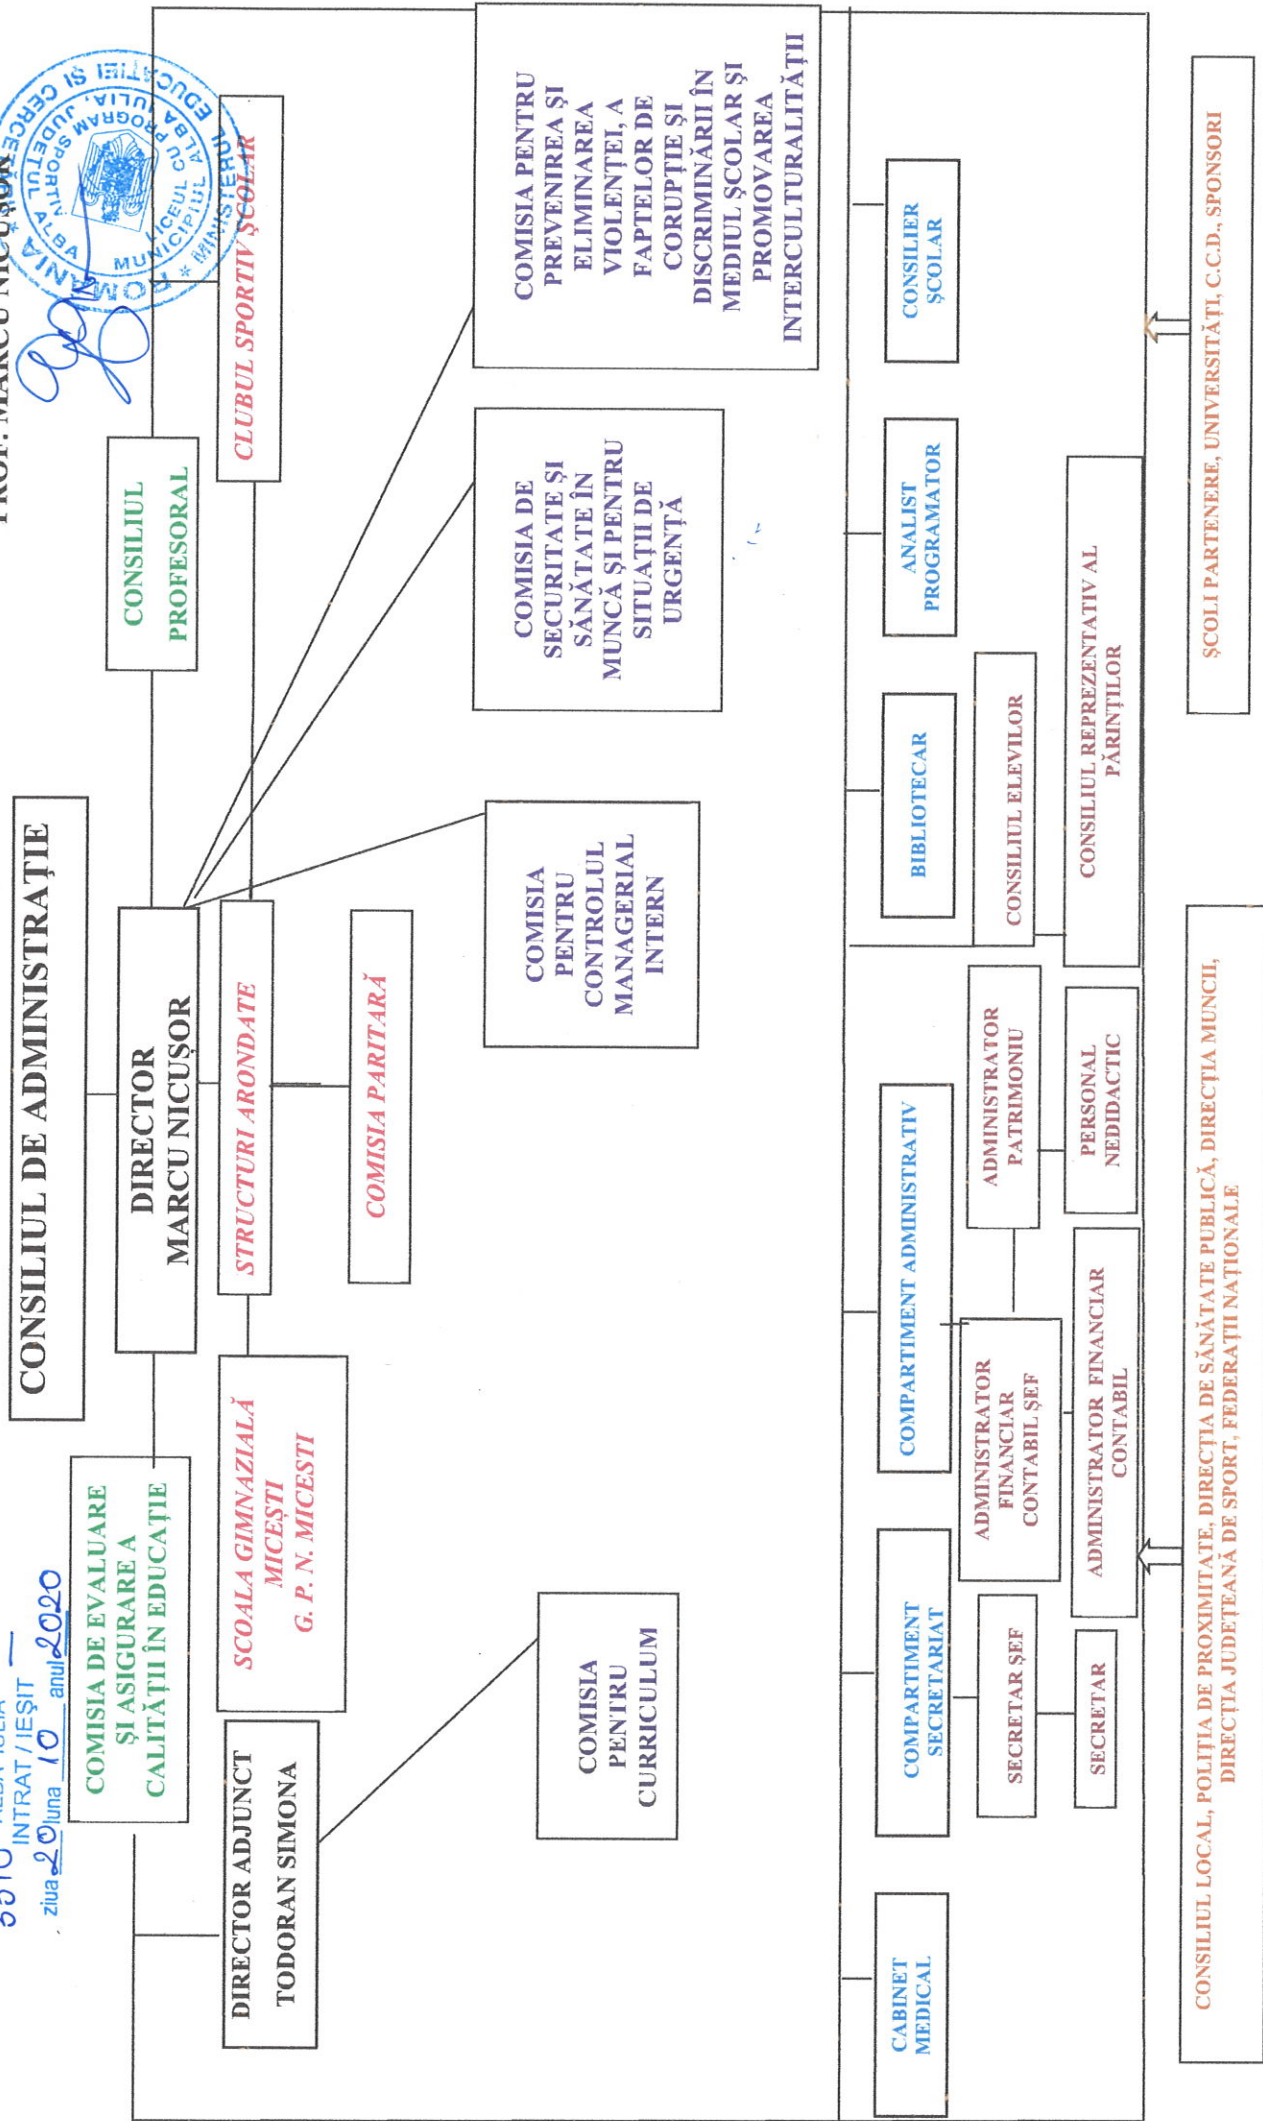 PROF. MARCU NICUȘOR
ROMÂNIA * MINISTERUL EDUCAȚIEI ȘI
MUNICIPIUL ALBA IULIA, JUDEȚUL ALBA
LICEUL CU PROGRAM SPORTIV
INTRAT / IEȘIT
ziua 20 luna 10 anul 2020
CONSILIUL DE ADMINISTRAȚIE
COMISIA DE EVALUARE
ȘI ASIGURARE A
CALITĂȚII ÎN EDUCAȚIE
DIRECTOR
MARCU NICUȘOR
CONSILIUL
PROFESORAL
DIRECTOR ADJUNCT
TODORAN SIMONA
SCOALA GIMNAZIALĂ
MICEȘTI
G. P. N. MICESTI
STRUCTURI ARONDATE
CLUBUL SPORTIV ȘCOLAR
COMISIA PARITARĂ
COMISIA
PENTRU
CURRICULUM
COMISIA
PENTRU
CONTROLUL
MANAGERIAL
INTERN
COMISIA DE
SECURITATE ȘI
SĂNĂTATE ÎN
MUNCĂ ȘI PENTRU
SITUAȚII DE
URGENȚĂ
COMISIA PENTRU
PREVENIREA ȘI
ELIMINAREA
VIOLENȚEI, A
FAPTELOR DE
CORUPȚIE ȘI
DISCRIMINĂRII ÎN
MEDIUL ȘCOLAR ȘI
PROMOVAREA
INTERCULTURALITĂȚII
CABINET
MEDICAL
COMPARTIMENT
SECRETARIAT
COMPARTIMENT ADMINISTRATIV
BIBLIOTECAR
ANALIST
PROGRAMATOR
CONSILIER
ȘCOLAR
SECRETAR ȘEF
ADMINISTRATOR
FINANCIAR
CONTABIL ȘEF
ADMINISTRATOR
PATRIMONIU
CONSILIUL ELEVILOR
SECRETAR
ADMINISTRATOR FINANCIAR
CONTABIL
PERSONAL
NEDIDACTIC
CONSILIUL REPREZENTATIV AL
PĂRINȚILOR
CONSILIUL LOCAL, POLIȚIA DE PROXIMITATE, DIRECȚIA DE SĂNĂTATE PUBLICĂ, DIRECȚIA MUNCII,
DIRECȚIA JUDEȚEANĂ DE SPORT, FEDERAȚII NAȚIONALE
ȘCOLI PARTENERE, UNIVERSITĂȚI, C.C.D., SPONSORI